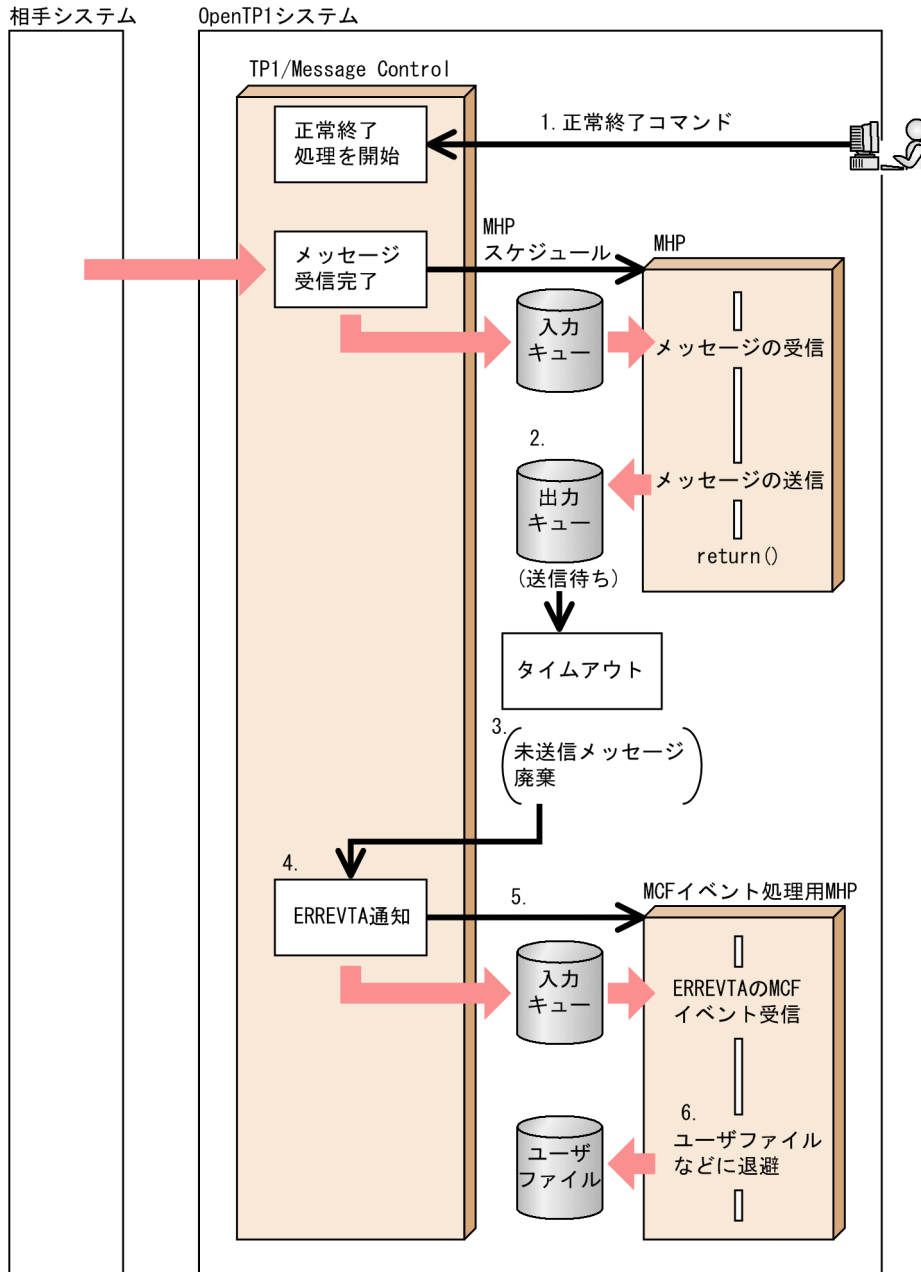 相手システム
OpenTP1システム
TP1/Message Control
正常終了
処理を開始
1.正常終了コマンド
メッセージ
受信完了
MHP
スケジュール
MHP
入力
キュー
メッセージの受信
2.
出力
キュー
(送信待ち)
メッセージの送信
return()
タイムアウト
3.
未送信メッセージ
廃棄
4.
ERREVTA通知
5.
MCFイベント処理用MHP
入力
キュー
ERREVTAのMCF
イベント受信
6.
ユーザファイル
などに退避
ユーザ
ファイル